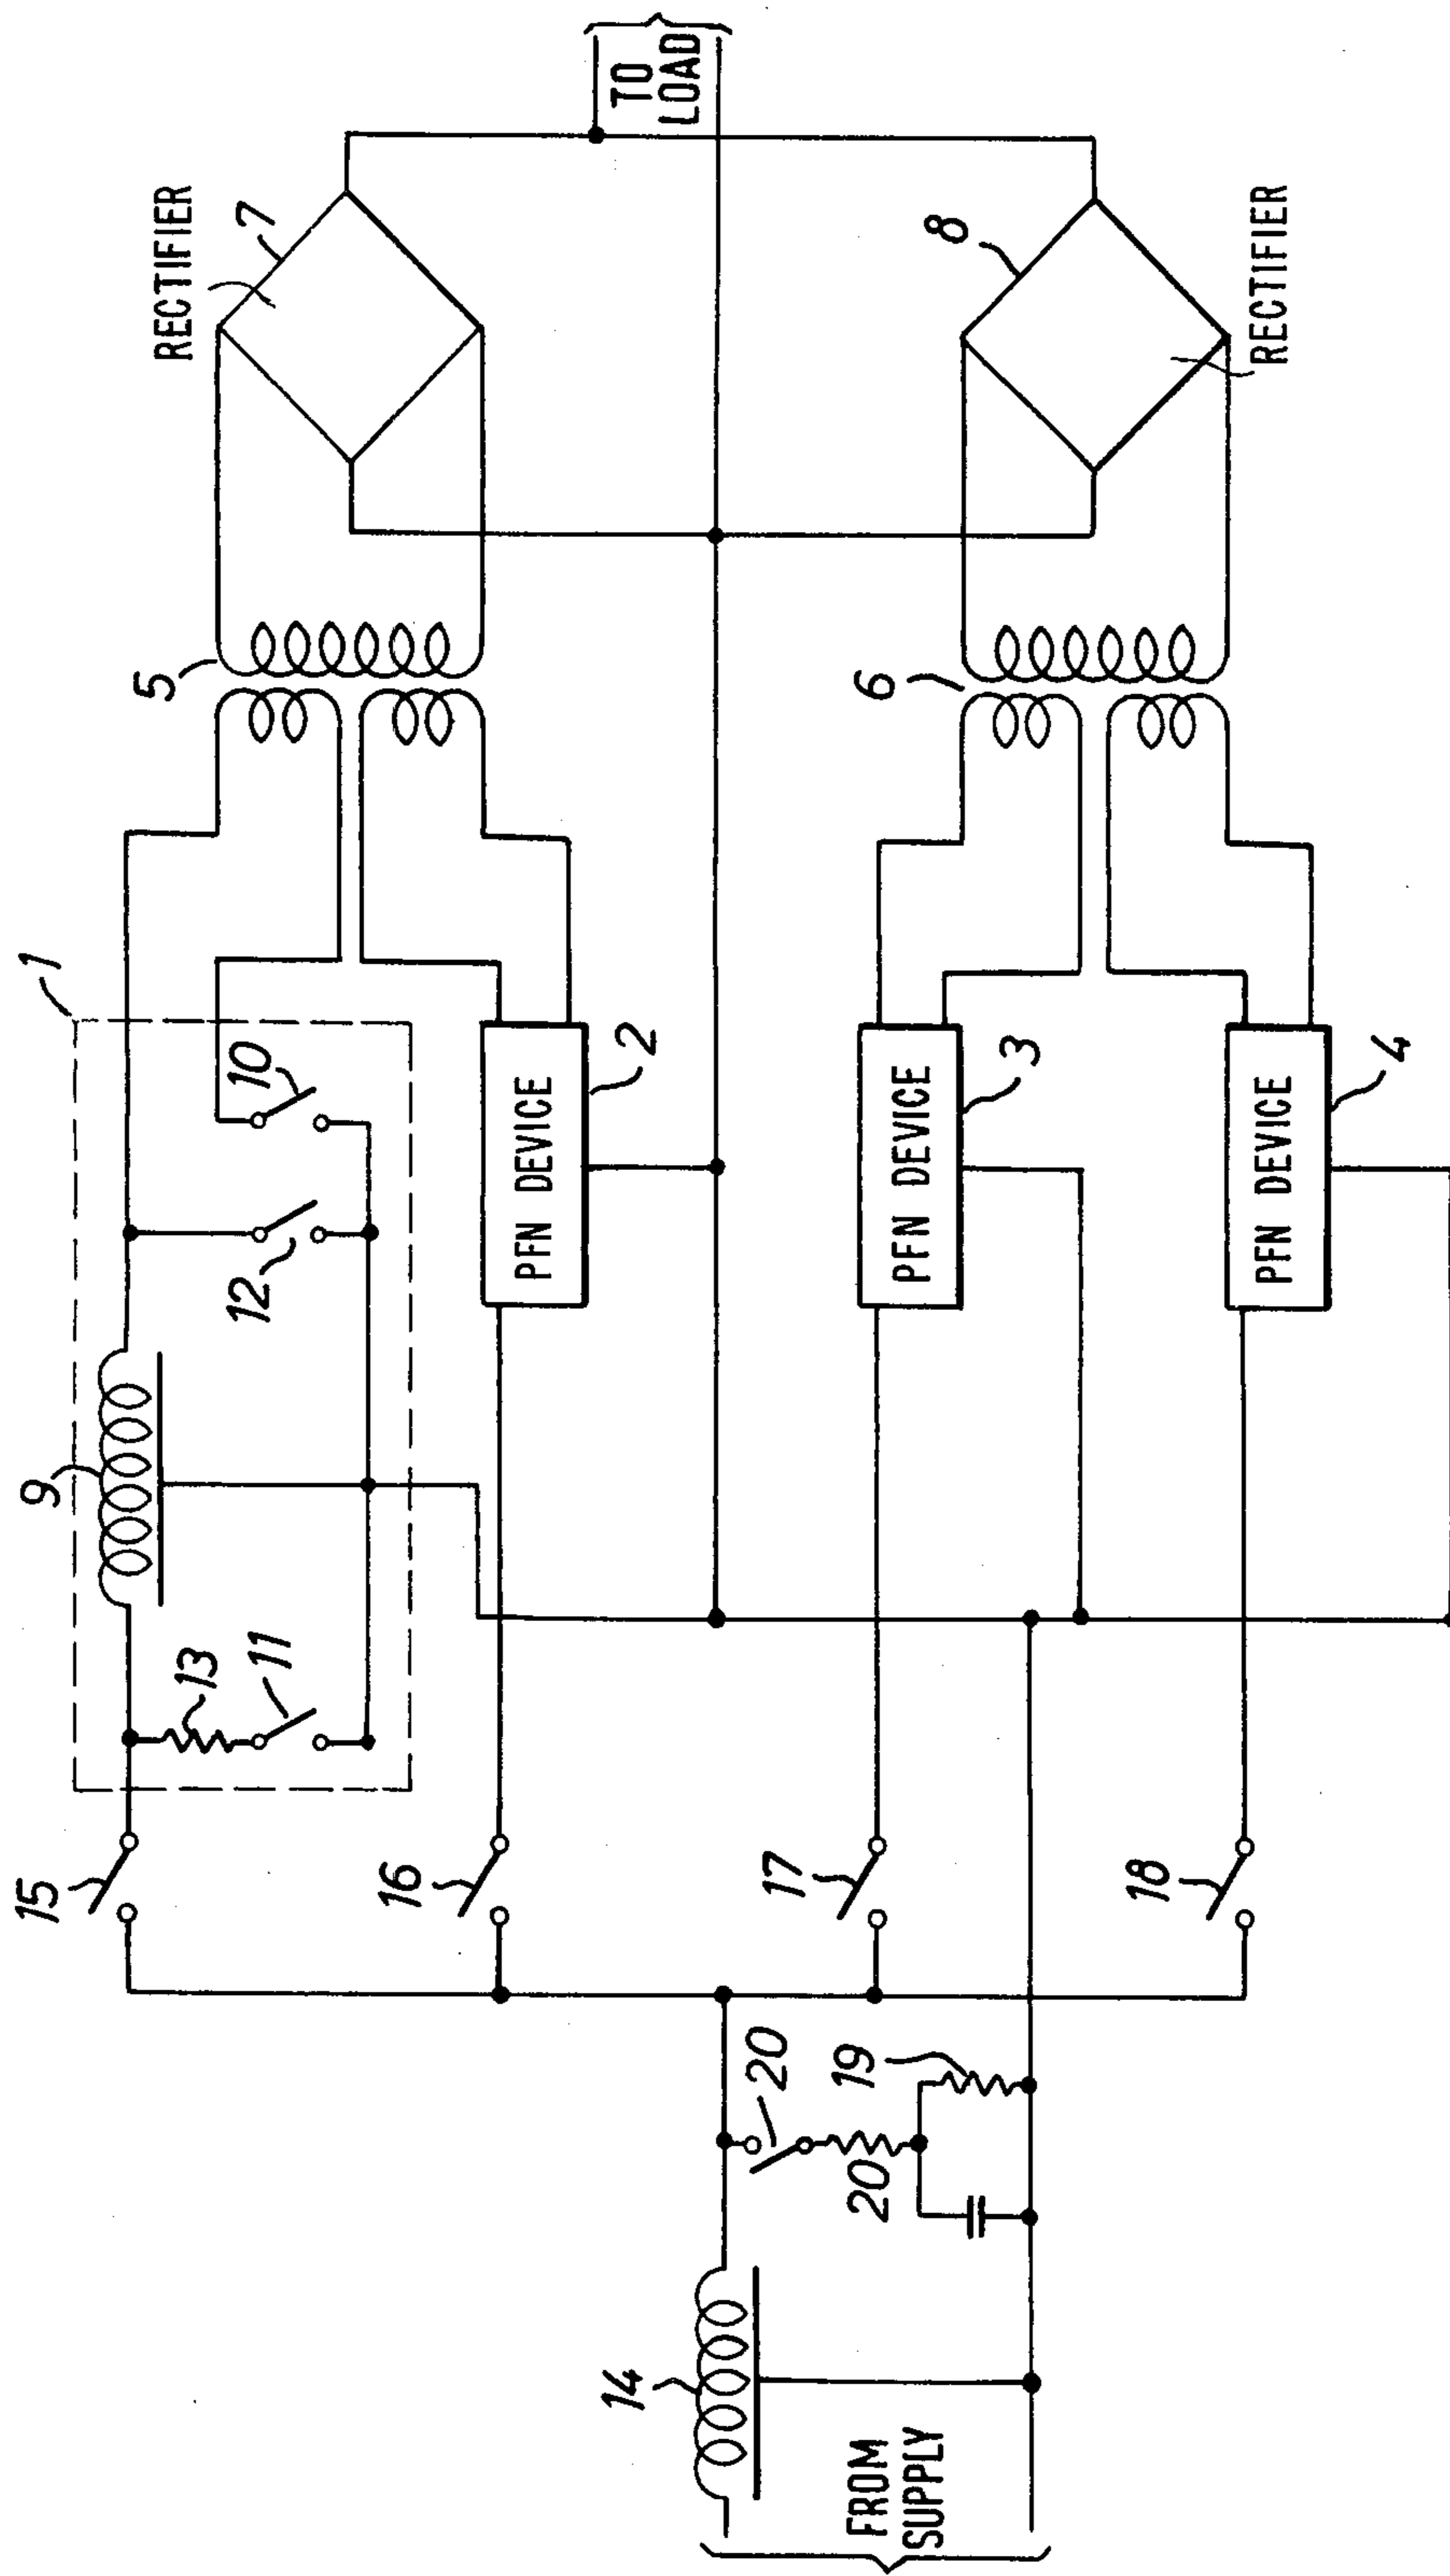 RECTIFIER
7
5
1
10
12
9
13
11
15
TO
LOAD
PFN DEVICE
2
16
8
RECTIFIER
6
PFN DEVICE
3
17
PFN DEVICE
4
18
20
19
20
14
FROM
SUPPLY